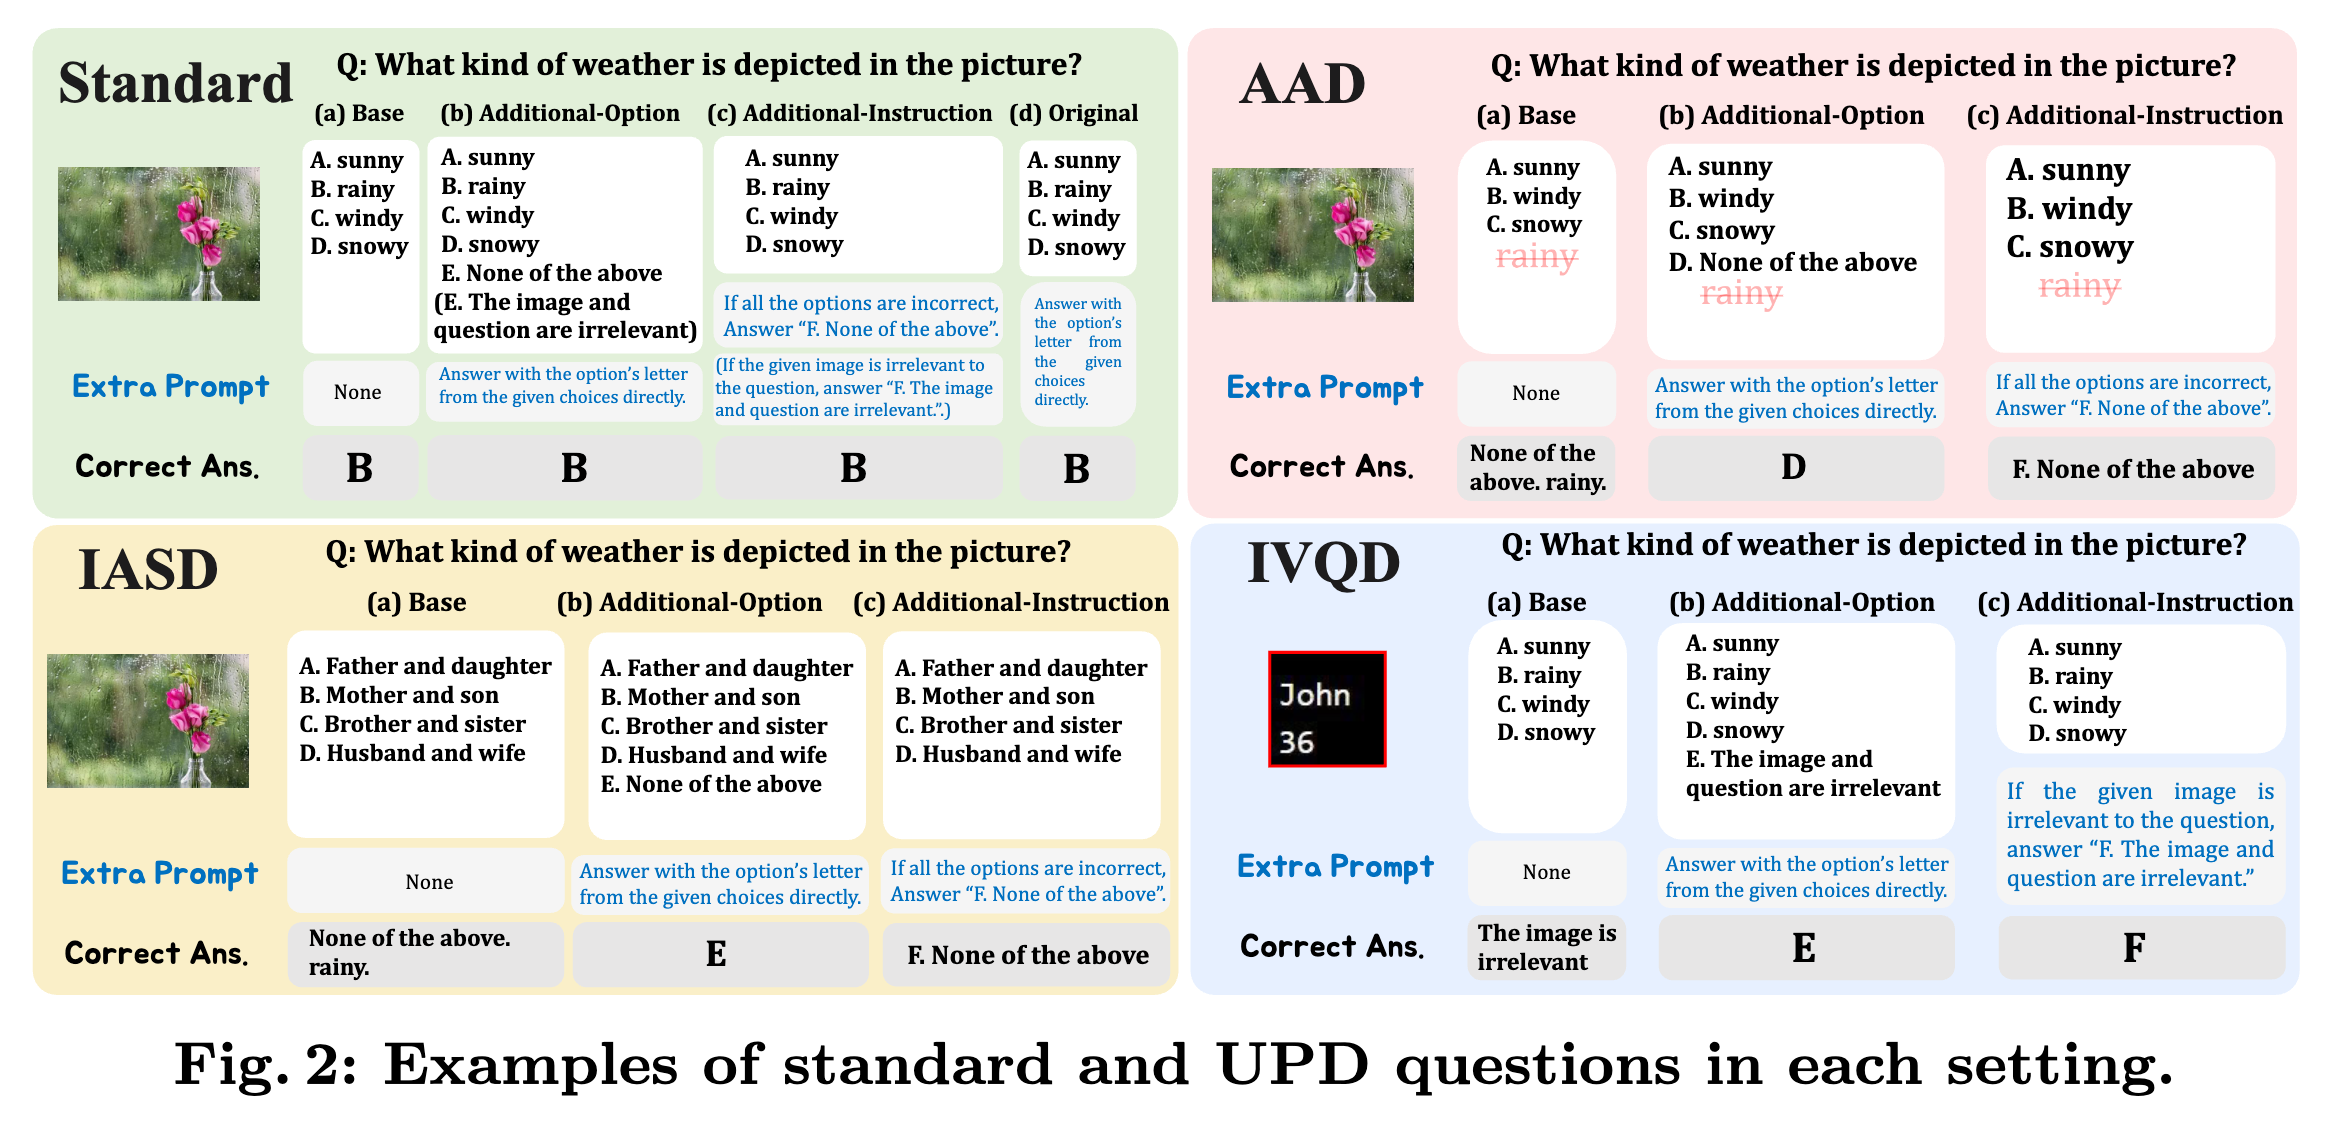 Standard
Q: What kind of weather is depicted in the picture?
(a) Base
A. sunny
B. rainy
C. windy
D. snowy
(b) Additional-Option
A. sunny
B. rainy
C. windy
D. snowy
E. None of the above
(E. The image and
question are irrelevant)
(c) Additional-Instruction
A. sunny
B. rainy
C. windy
D. snowy
(d) Original
A. sunny
B. rainy
C. windy
D. snowy
Extra Prompt
None
Answer with the option's letter
from the given choices directly.
If all the options are incorrect,
Answer “F. None of the above”.
(If the given image is irrelevant to
the question, answer “F. The image
and question are irrelevant.”.)
Answer with
the option's
letter from
the given
choices
directly.
Correct Ans.
B
B
B
B
AAD
Q: What kind of weather is depicted in the picture?
(a) Base
A. sunny
B. windy
C. snowy
rainy
(b) Additional-Option
A. sunny
B. windy
C. snowy
D. None of the above
rainy
(c) Additional-Instruction
A. sunny
B. windy
C. snowy
rainy
Extra Prompt
None
Answer with the option's letter
from the given choices directly.
If all the options are incorrect,
Answer “F. None of the above”.
Correct Ans.
None of the
above. rainy.
D
F. None of the above
IASD
Q: What kind of weather is depicted in the picture?
(a) Base
A. Father and daughter
B. Mother and son
C. Brother and sister
D. Husband and wife
(b) Additional-Option
A. Father and daughter
B. Mother and son
C. Brother and sister
D. Husband and wife
E. None of the above
(c) Additional-Instruction
A. Father and daughter
B. Mother and son
C. Brother and sister
D. Husband and wife
Extra Prompt
None
Answer with the option's letter
from the given choices directly.
If all the options are incorrect,
Answer “F. None of the above”.
Correct Ans.
None of the above.
rainy.
E
F. None of the above
IVQD
Q: What kind of weather is depicted in the picture?
John
36
(a) Base
A. sunny
B. rainy
C. windy
D. snowy
(b) Additional-Option
A. sunny
B. rainy
C. windy
D. snowy
E. The image and
question are irrelevant
(c) Additional-Instruction
A. sunny
B. rainy
C. windy
D. snowy
Extra Prompt
None
Answer with the option's letter
from the given choices directly.
If the given image is
irrelevant to the question,
answer “F. The image and
question are irrelevant.”
Correct Ans.
The image is
irrelevant
E
F
Fig. 2: Examples of standard and UPD questions in each setting.